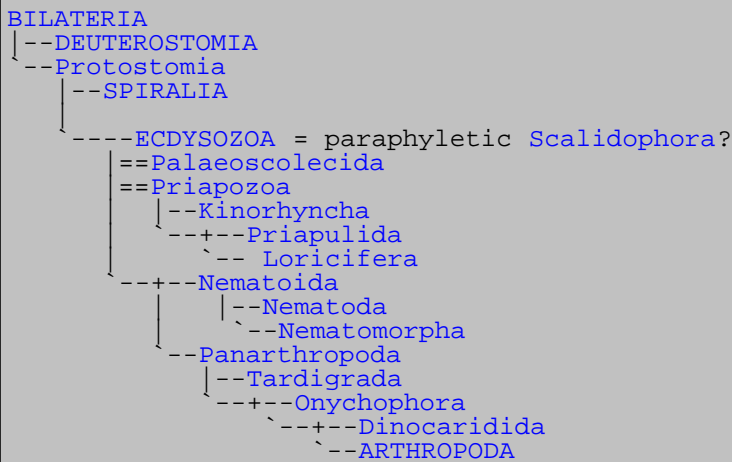 BILATERIA
|--DEUTEROSTOMIA
`--Protostomia
   |--SPIRALIA
   |
   `----ECDYSOZOA = paraphyletic Scalidophora?
      |==Palaeoscolecida
      |==Priapozoa
      |  |--Kinorhyncha
      |  `--+--Priapulida
      |     `-- Loricifera
      `--+--Nematoida
         |   |--Nematoda
         |   `--Nematomorpha
         `--Panarthropoda
            |--Tardigrada
            `--+--Onychophora
               `--+--Dinocaridida
                  `--ARTHROPODA